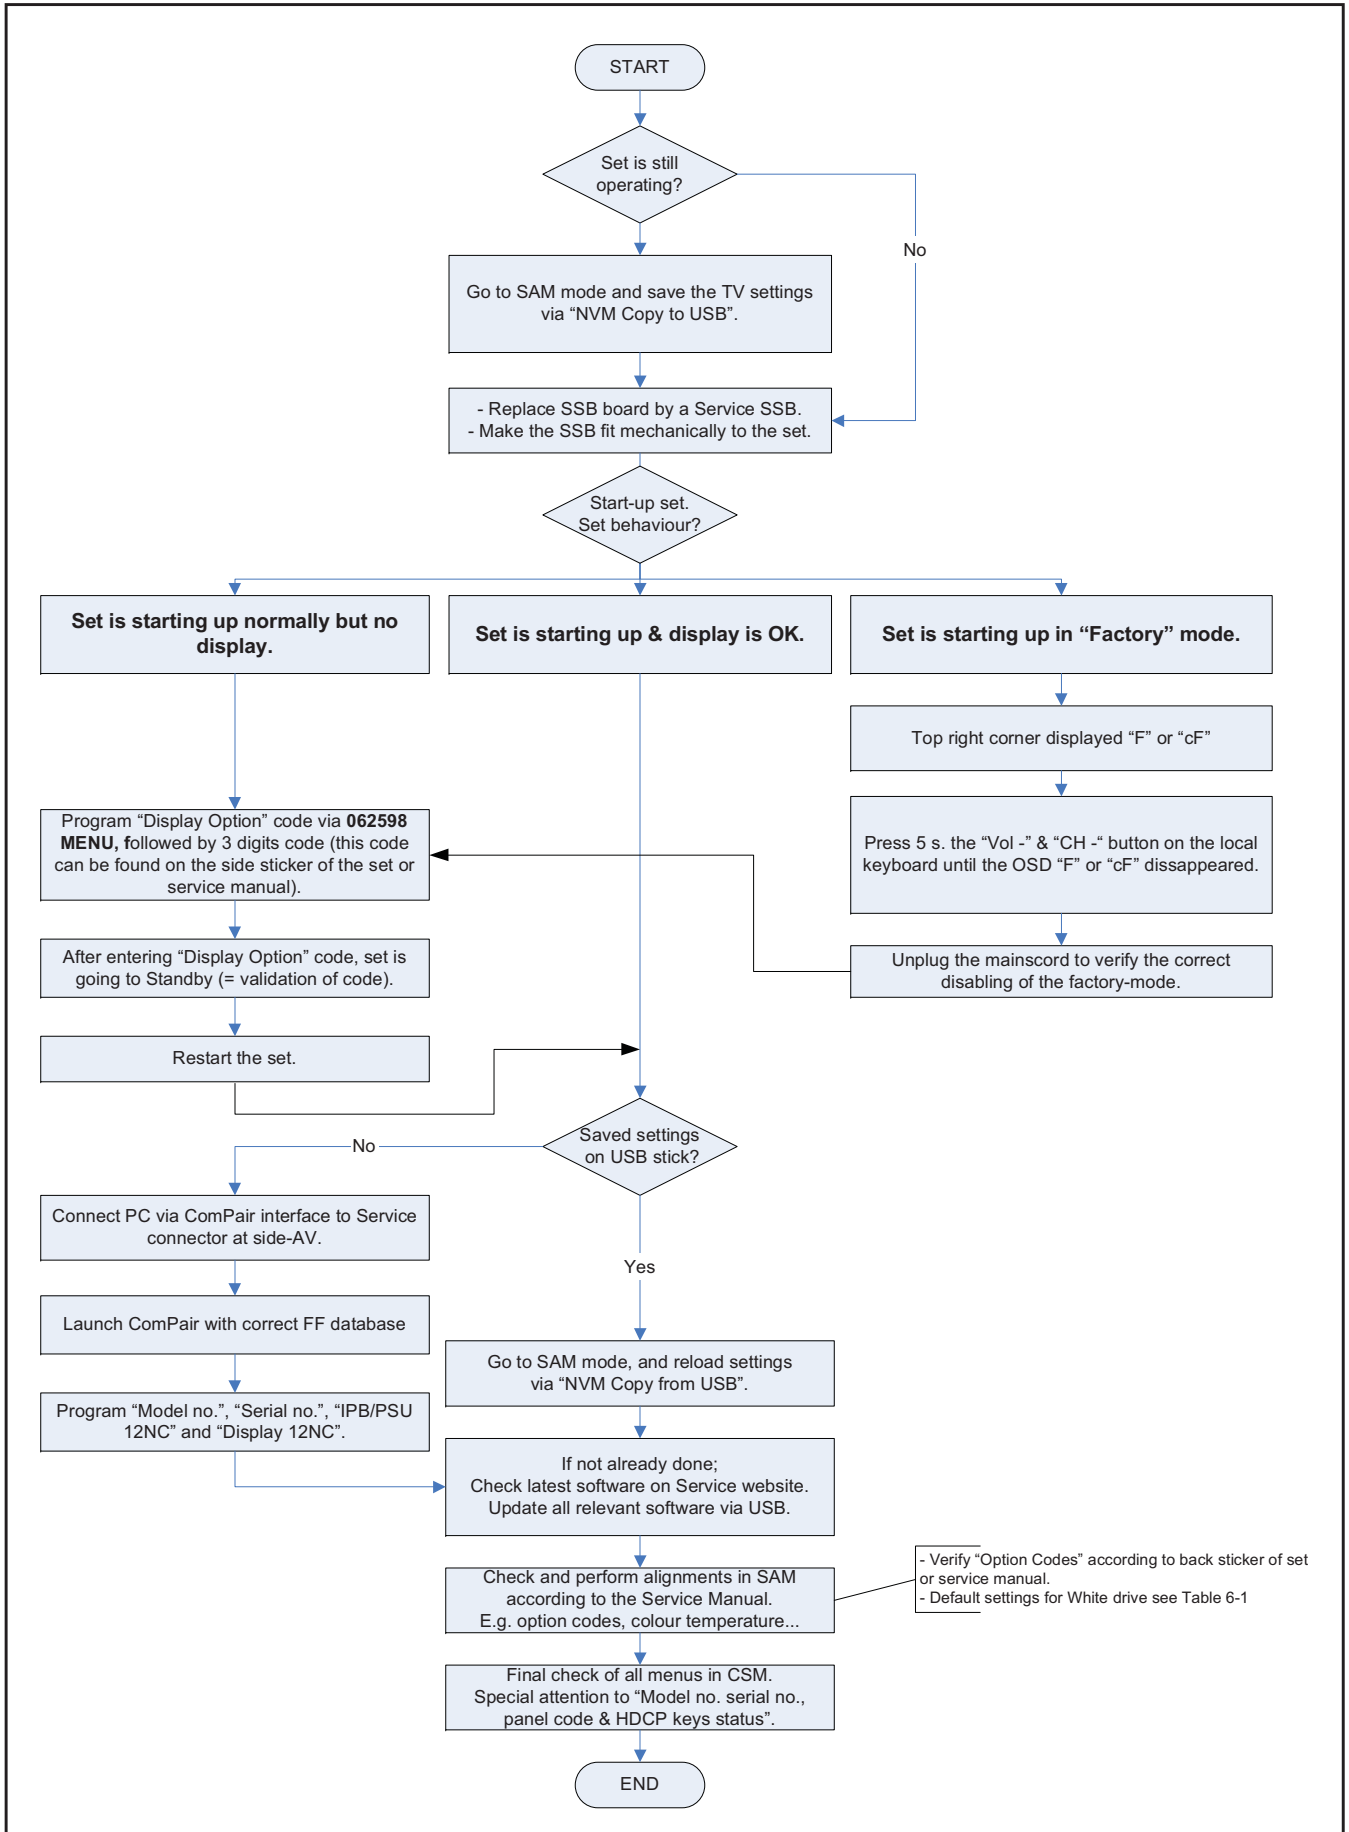 START
Set is still
operating?
No
Go to SAM mode and save the TV settings
via “NVM Copy to USB”.
- Replace SSB board by a Service SSB.
- Make the SSB fit mechanically to the set.
Start-up set.
Set behaviour?
Set is starting up normally but no
display.
Set is starting up & display is OK.
Set is starting up in “Factory” mode.
Top right corner displayed “F” or “cF”
Program “Display Option” code via 062598
MENU, followed by 3 digits code (this code
can be found on the side sticker of the set or
service manual).
Press 5 s. the “Vol -” & “CH -“ button on the local
keyboard until the OSD “F” or “cF” dissappeared.
After entering “Display Option” code, set is
going to Standby (= validation of code).
Unplug the mainscord to verify the correct
disabling of the factory-mode.
Restart the set.
Saved settings
on USB stick?
No
Connect PC via ComPair interface to Service
connector at side-AV.
Yes
Launch ComPair with correct FF database
Go to SAM mode, and reload settings
via “NVM Copy from USB”.
Program “Model no.”, “Serial no.”, “IPB/PSU
12NC” and “Display 12NC”.
If not already done;
Check latest software on Service website.
Update all relevant software via USB.
Check and perform alignments in SAM
according to the Service Manual.
E.g. option codes, colour temperature...
- Verify “Option Codes” according to back sticker of set
or service manual.
- Default settings for White drive see Table 6-1
Final check of all menus in CSM.
Special attention to “Model no. serial no.,
panel code & HDCP keys status”.
END